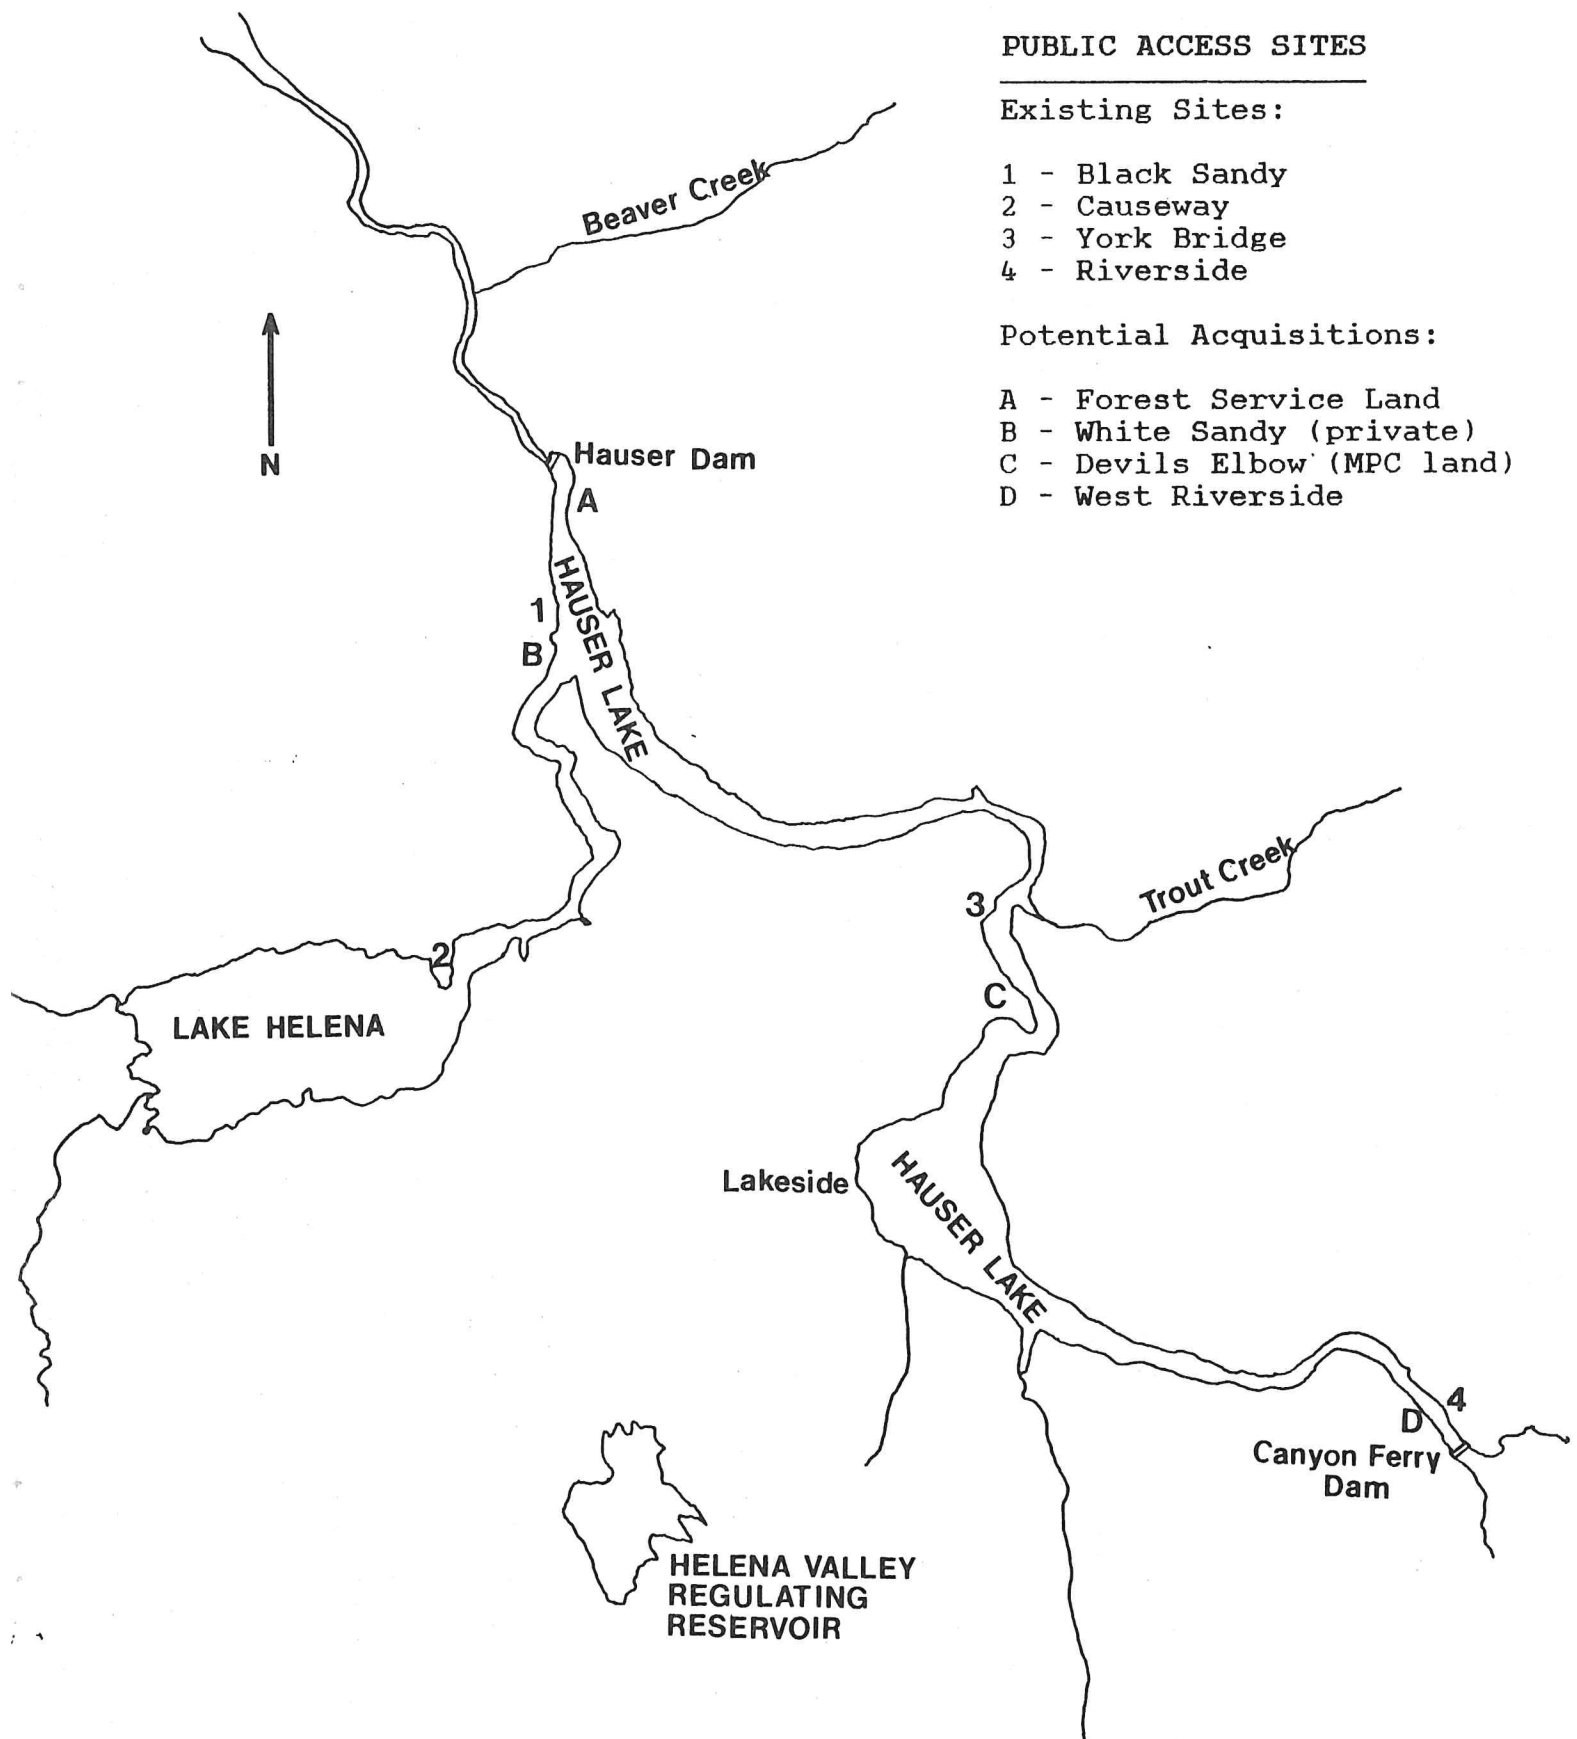 PUBLIC ACCESS SITES
Existing Sites:
1 - Black Sandy
2 - Causeway
3 - York Bridge
4 - Riverside
Potential Acquisitions:
A - Forest Service Land
B - White Sandy (private)
C - Devils Elbow (MPC land)
D - West Riverside
Beaver Creek
N
Hauser Dam
A
HAUSER LAKE
1
B
Trout Creek
3
2
C
LAKE HELENA
Lakeside
HAUSER LAKE
4
D
Canyon Ferry
Dam
HELENA VALLEY
REGULATING
RESERVOIR